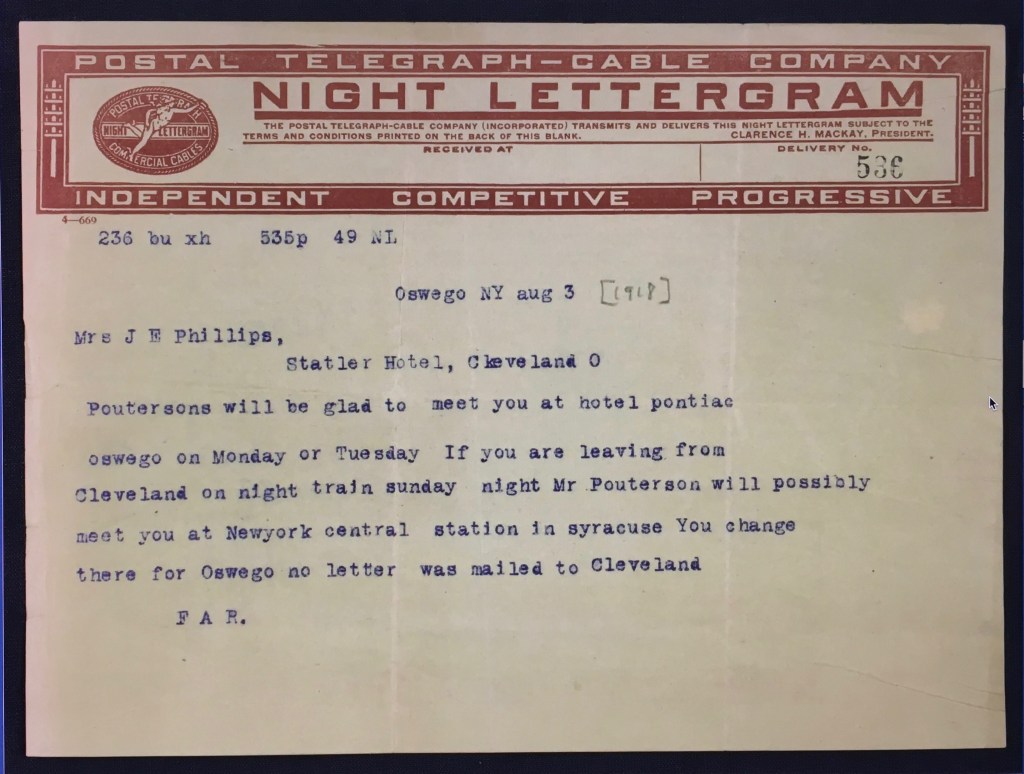 POSTAL TELEGRAPH—CABLE COMPANY
POSTAL TELEGRAPH
NIGHT LETTERGRAM
COMMERCIAL CABLES
NIGHT LETTERGRAM
THE POSTAL TELEGRAPH-CABLE COMPANY (INCORPORATED) TRANSMITS AND DELIVERS THIS NIGHT LETTERGRAM SUBJECT TO THE
TERMS AND CONDITIONS PRINTED ON THE BACK OF THIS BLANK. CLARENCE H. MACKAY, PRESIDENT.
RECEIVED AT DELIVERY NO.
536
INDEPENDENT COMPETITIVE PROGRESSIVE
4—669
236 bu xh 535p 49 NL
Oswego NY aug 3 [1918]
Mrs J E Phillips,
Statler Hotel, Ckeveland O
Poutersons will be glad to meet you at hotel pontiac
oswego on Monday or Tuesday If you are leaving from
Cleveland on night train sunday night Mr Pouterson will possibly
meet you at Newyork central station in syracuse You change
there for Oswego no letter was mailed to Cleveland
F A R.